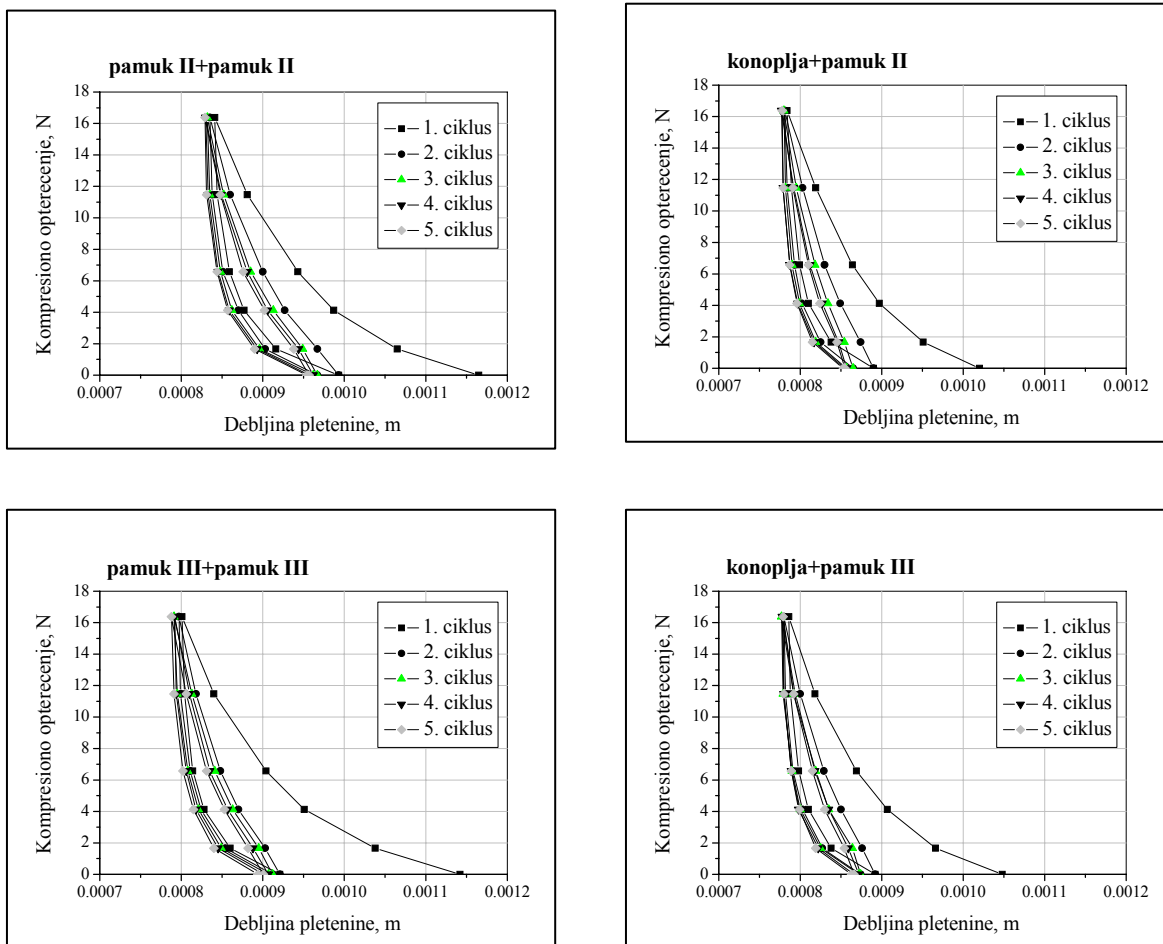 pamuk II+pamuk II
18
16
14
12
10
8
6
4
2
0
Kompresiono opterecenje, N
1. ciklus
2. ciklus
3. ciklus
4. ciklus
5. ciklus
0.0007 0.0008 0.0009 0.0010 0.0011 0.0012
Debljina pletenine, m
konoplja+pamuk II
18
16
14
12
10
8
6
4
2
0
Kompresiono opterecenje, N
1. ciklus
2. ciklus
3. ciklus
4. ciklus
5. ciklus
0.0007 0.0008 0.0009 0.0010 0.0011 0.0012
Debljina pletenine, m
pamuk III+pamuk III
18
16
14
12
10
8
6
4
2
0
Kompresiono opterecenje, N
1. ciklus
2. ciklus
3. ciklus
4. ciklus
5. ciklus
0.0007 0.0008 0.0009 0.0010 0.0011 0.0012
Debljina pletenine, m
konoplja+pamuk III
18
16
14
12
10
8
6
4
2
0
Kompresiono opterecenje, N
1. ciklus
2. ciklus
3. ciklus
4. ciklus
5. ciklus
0.0007 0.0008 0.0009 0.0010 0.0011 0.0012
Debljina pletenine, m